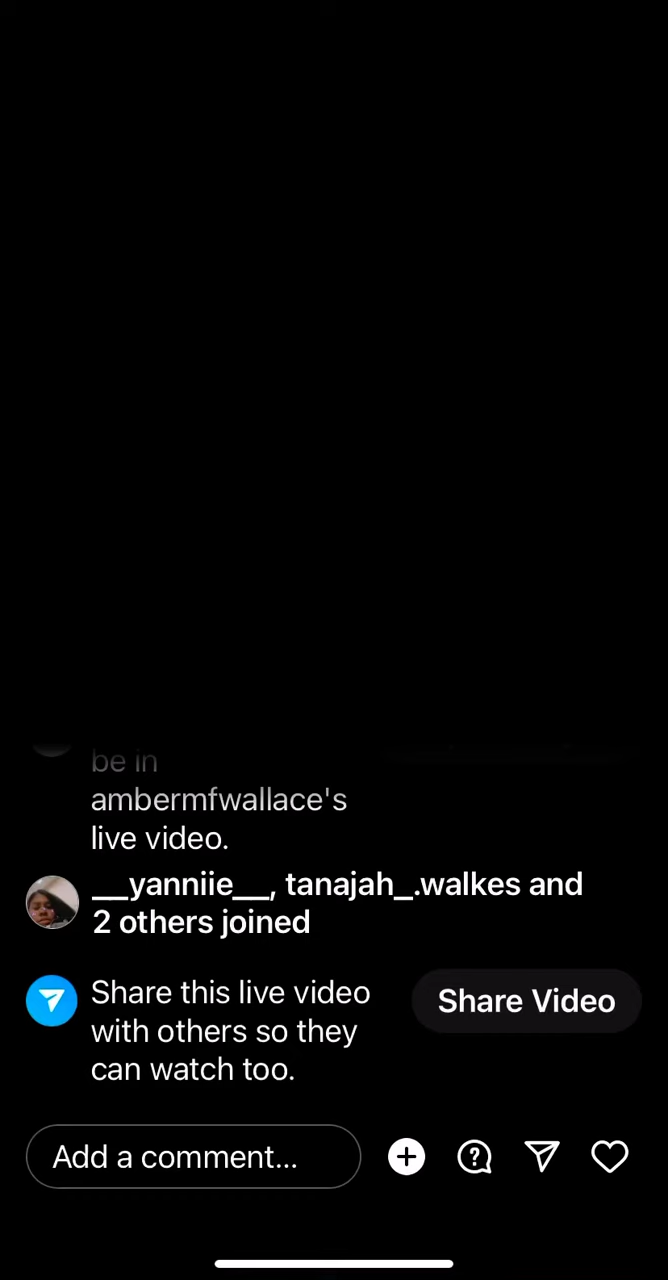 be in
ambermfwallace's
live video.
__yanniie__, tanajah_.walkes and
2 others joined
Share this live video
with others so they
can watch too.
Share Video
Add a comment...